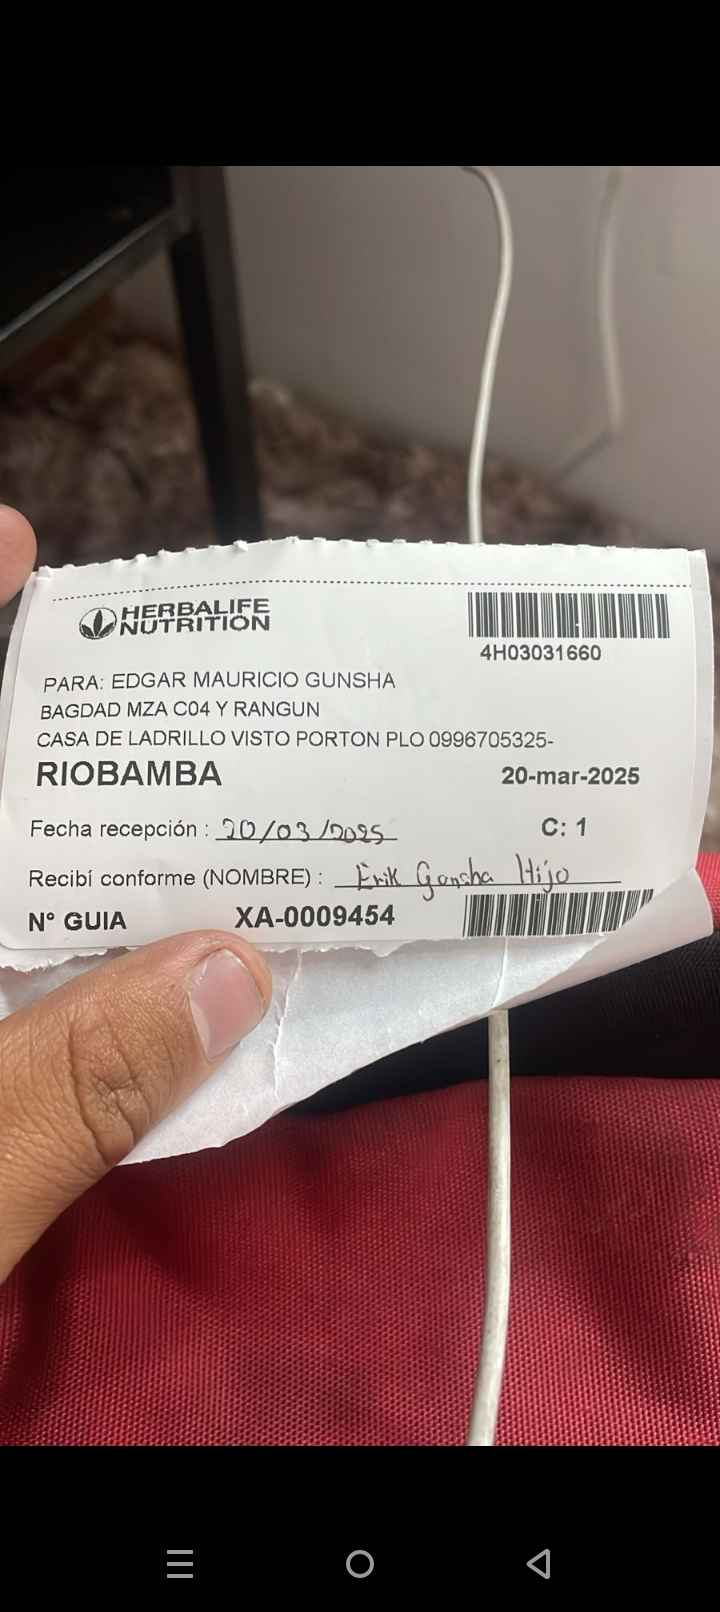 HERBALIFE
NUTRITION
4H03031660
PARA: EDGAR MAURICIO GUNSHA
BAGDAD MZA C04 Y RANGUN
CASA DE LADRILLO VISTO PORTON PLO 0996705325-
RIOBAMBA 20-mar-2025
Fecha recepción : 20/03/2025 C: 1
Recibí conforme (NOMBRE) : Erik Gunsha Hijo
N° GUIA XA-0009454